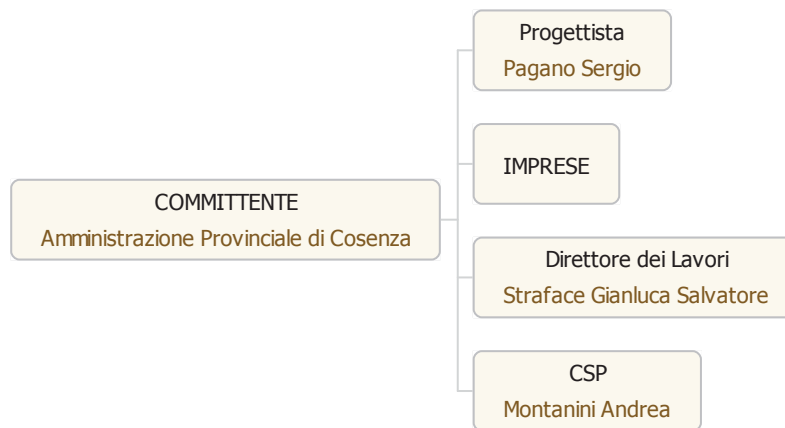 Progettista
Pagano Sergio
IMPRESE
COMMITTENTE
Amministrazione Provinciale di Cosenza
Direttore dei Lavori
Straface Gianluca Salvatore
CSP
Montanini Andrea